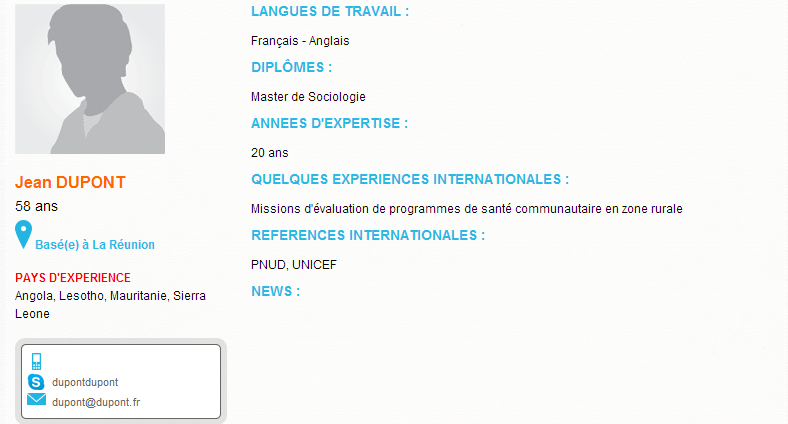 Jean DUPONT
58 ans
Basé(e) à La Réunion
PAYS D'EXPERIENCE
Angola, Lesotho, Mauritanie, Sierra
Leone
dupontdupont
dupont@dupont.fr
LANGUES DE TRAVAIL :
Français - Anglais
DIPLÔMES :
Master de Sociologie
ANNEES D'EXPERTISE :
20 ans
QUELQUES EXPERIENCES INTERNATIONALES :
Missions d'évaluation de programmes de santé communautaire en zone rurale
REFERENCES INTERNATIONALES :
PNUD, UNICEF
NEWS :